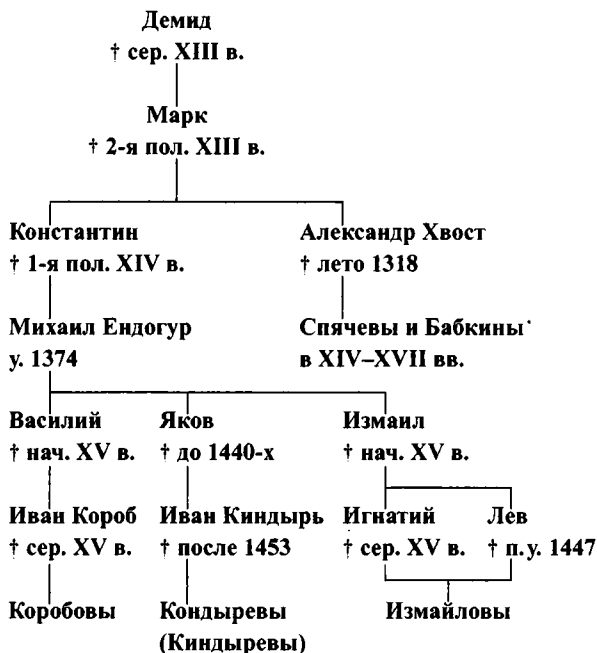 Демид
† сер. XIII в.
Марк
† 2-я пол. XIII в.
Константин
† 1-я пол. XIV в.
Александр Хвост
† лето 1318
Михаил Ендогур
у. 1374
Спячевы и Бабкины
в XIV–XVII вв.
Василий
† нач. XV в.
Яков
† до 1440-х
Измаил
† нач. XV в.
Иван Короб
† сер. XV в.
Иван Киндырь
† после 1453
Игнатий
† сер. XV в.
Лев
† п.у. 1447
Коробовы
Кондыревы
(Киндыревы)
Измайловы